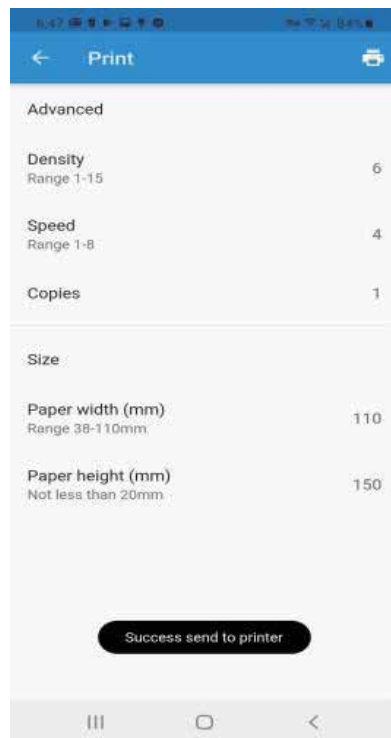 Print
Advanced
Density
6
Range 1-15
Speed
4
Range 1-8
Copies
1
Size
Paper width (mm)
110
Range 38-110mm
Paper height (mm)
150
Not less than 20mm
Success send to printer